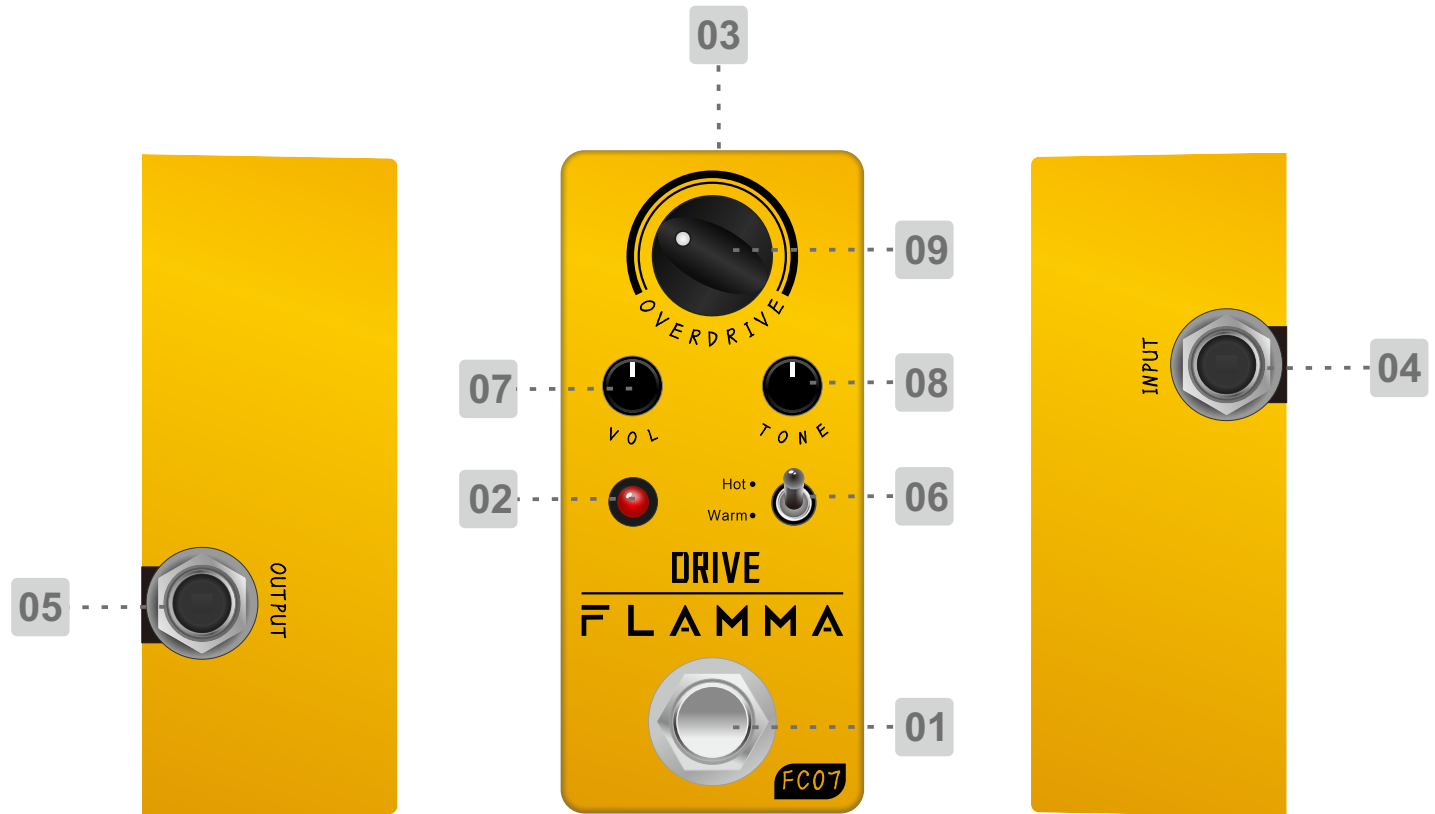 03
09
OVERDRIVE
07
08
VOL
TONE
INPUT
04
02
Hot
Warm
06
DRIVE
FLAMMA
OUTPUT
05
01
FC07